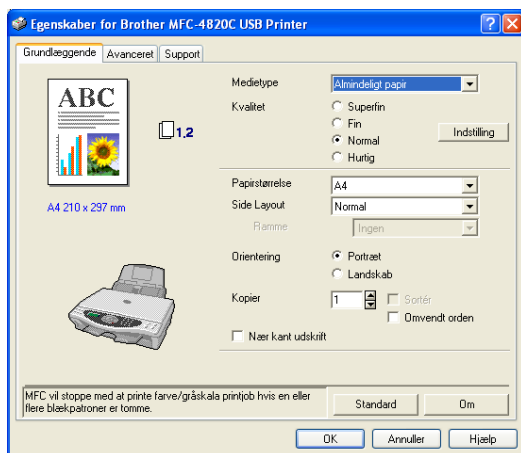 Egenskaber for Brother MFC-4820C USB Printer
Grundlæggende Avanceret Support
ABC
1.2
A4 210 x 297 mm
Medietype Almindeligt papir
Kvalitet Superfin
Fin
Normal
Hurtig
Indstilling
Papirstørrelse A4
Side Layout Normal
Ramme Ingen
Orientering Portræt
Landskab
Kopier 1 Sortér
Omvendt orden
Nær kant udskrift
MFC vil stoppe med at printe farve/gråskala printjob hvis en eller
flere blækpatroner er tomme.
Standard Om
OK Annuller Hjælp